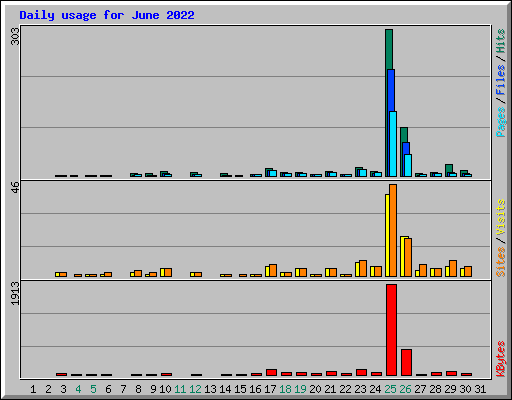 Daily usage for June 2022
303
Pages / Files / Hits
46
Sites / Visits
1913
KBytes
1 2 3 4 5 6 7 8 9 10 11 12 13 14 15 16 17 18 19 20 21 22 23 24 25 26 27 28 29 30 31